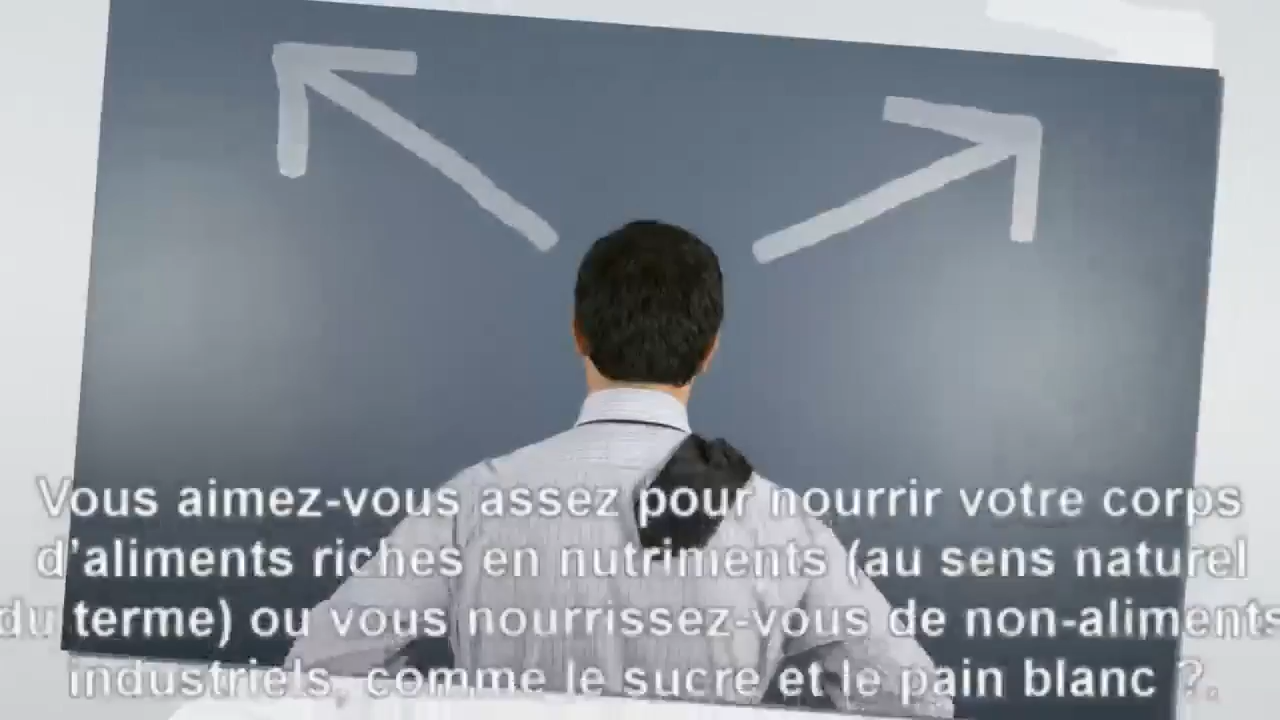 Vous aimez-vous assez pour nourrir votre corps
d'aliments riches en nutriments (au sens naturel
du terme) ou vous nourrissez-vous de non-aliments
industriels, comme le sucre et le pain blanc ?.